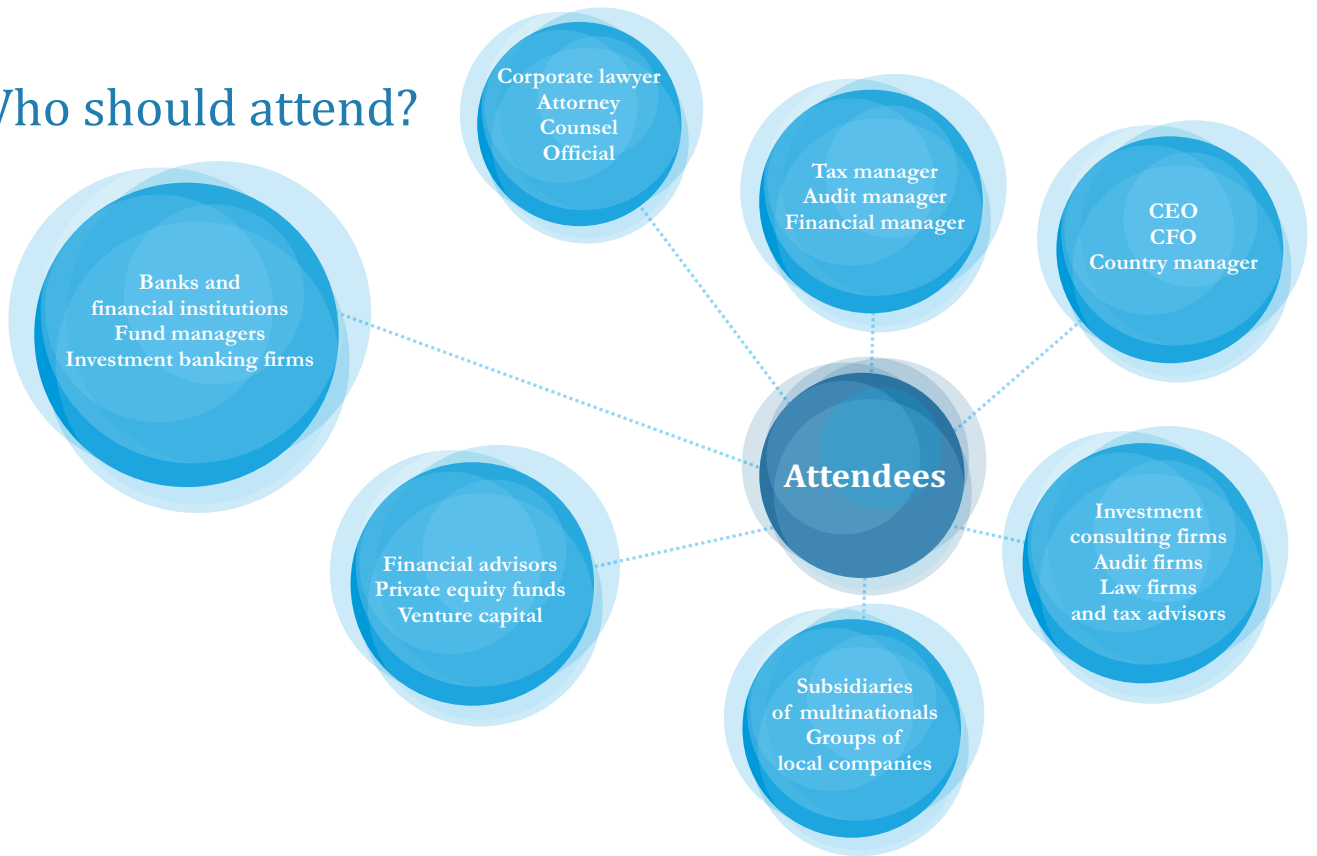 Who should attend?
Corporate lawyer
Attorney
Counsel
Official
Tax manager
Audit manager
Financial manager
CEO
CFO
Country manager
Banks and
financial institutions
Fund managers
Investment banking firms
Attendees
Investment
consulting firms
Audit firms
Law firms
and tax advisors
Financial advisors
Private equity funds
Venture capital
Subsidiaries
of multinationals
Groups of
local companies